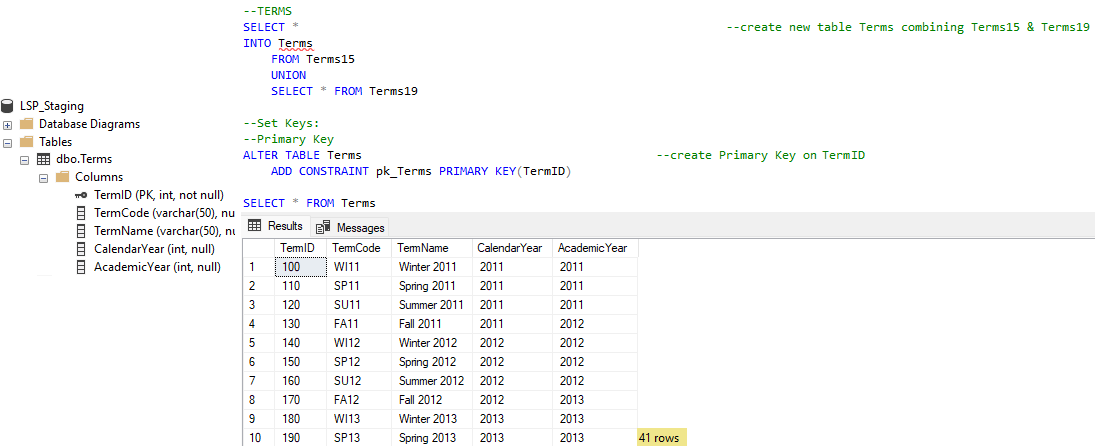 --TERMS
SELECT * --create new table Terms combining Terms15 & Terms19
INTO Terms
FROM Terms15
UNION
SELECT * FROM Terms19
--Set Keys:
--Primary Key
ALTER TABLE Terms --create Primary Key on TermID
ADD CONSTRAINT pk_Terms PRIMARY KEY(TermID)
SELECT * FROM Terms
LSP_Staging
Database Diagrams
Tables
dbo.Terms
Columns
TermID (PK, int, not null)
TermCode (varchar(50), nu
TermName (varchar(50), nu
CalendarYear (int, null)
AcademicYear (int, null)
Results Messages
TermID TermCode TermName CalendarYear AcademicYear
1 100 WI11 Winter 2011 2011 2011
2 110 SP11 Spring 2011 2011 2011
3 120 SU11 Summer 2011 2011 2011
4 130 FA11 Fall 2011 2011 2012
5 140 WI12 Winter 2012 2012 2012
6 150 SP12 Spring 2012 2012 2012
7 160 SU12 Summer 2012 2012 2012
8 170 FA12 Fall 2012 2012 2013
9 180 WI13 Winter 2013 2013 2013
10 190 SP13 Spring 2013 2013 2013 41 rows